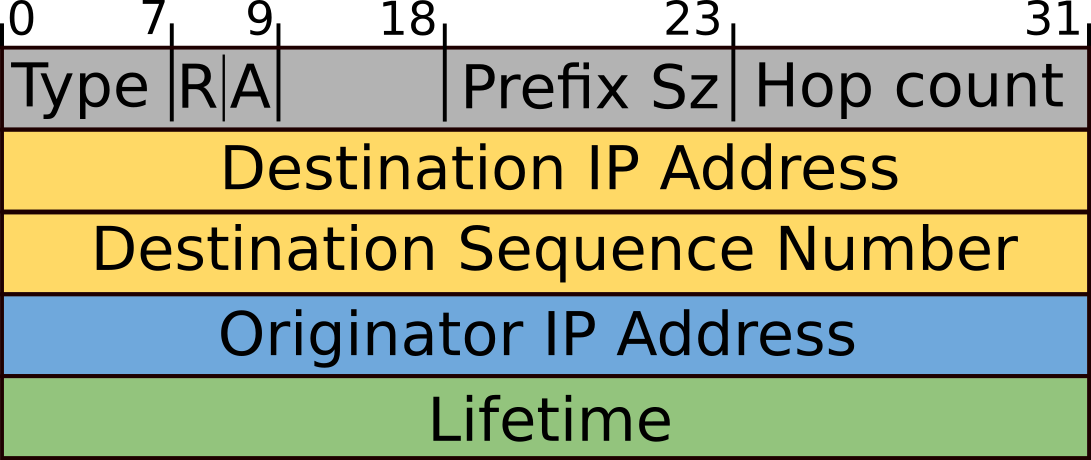 0 7 9 18 23 31
Type R A Prefix Sz Hop count
Destination IP Address
Destination Sequence Number
Originator IP Address
Lifetime